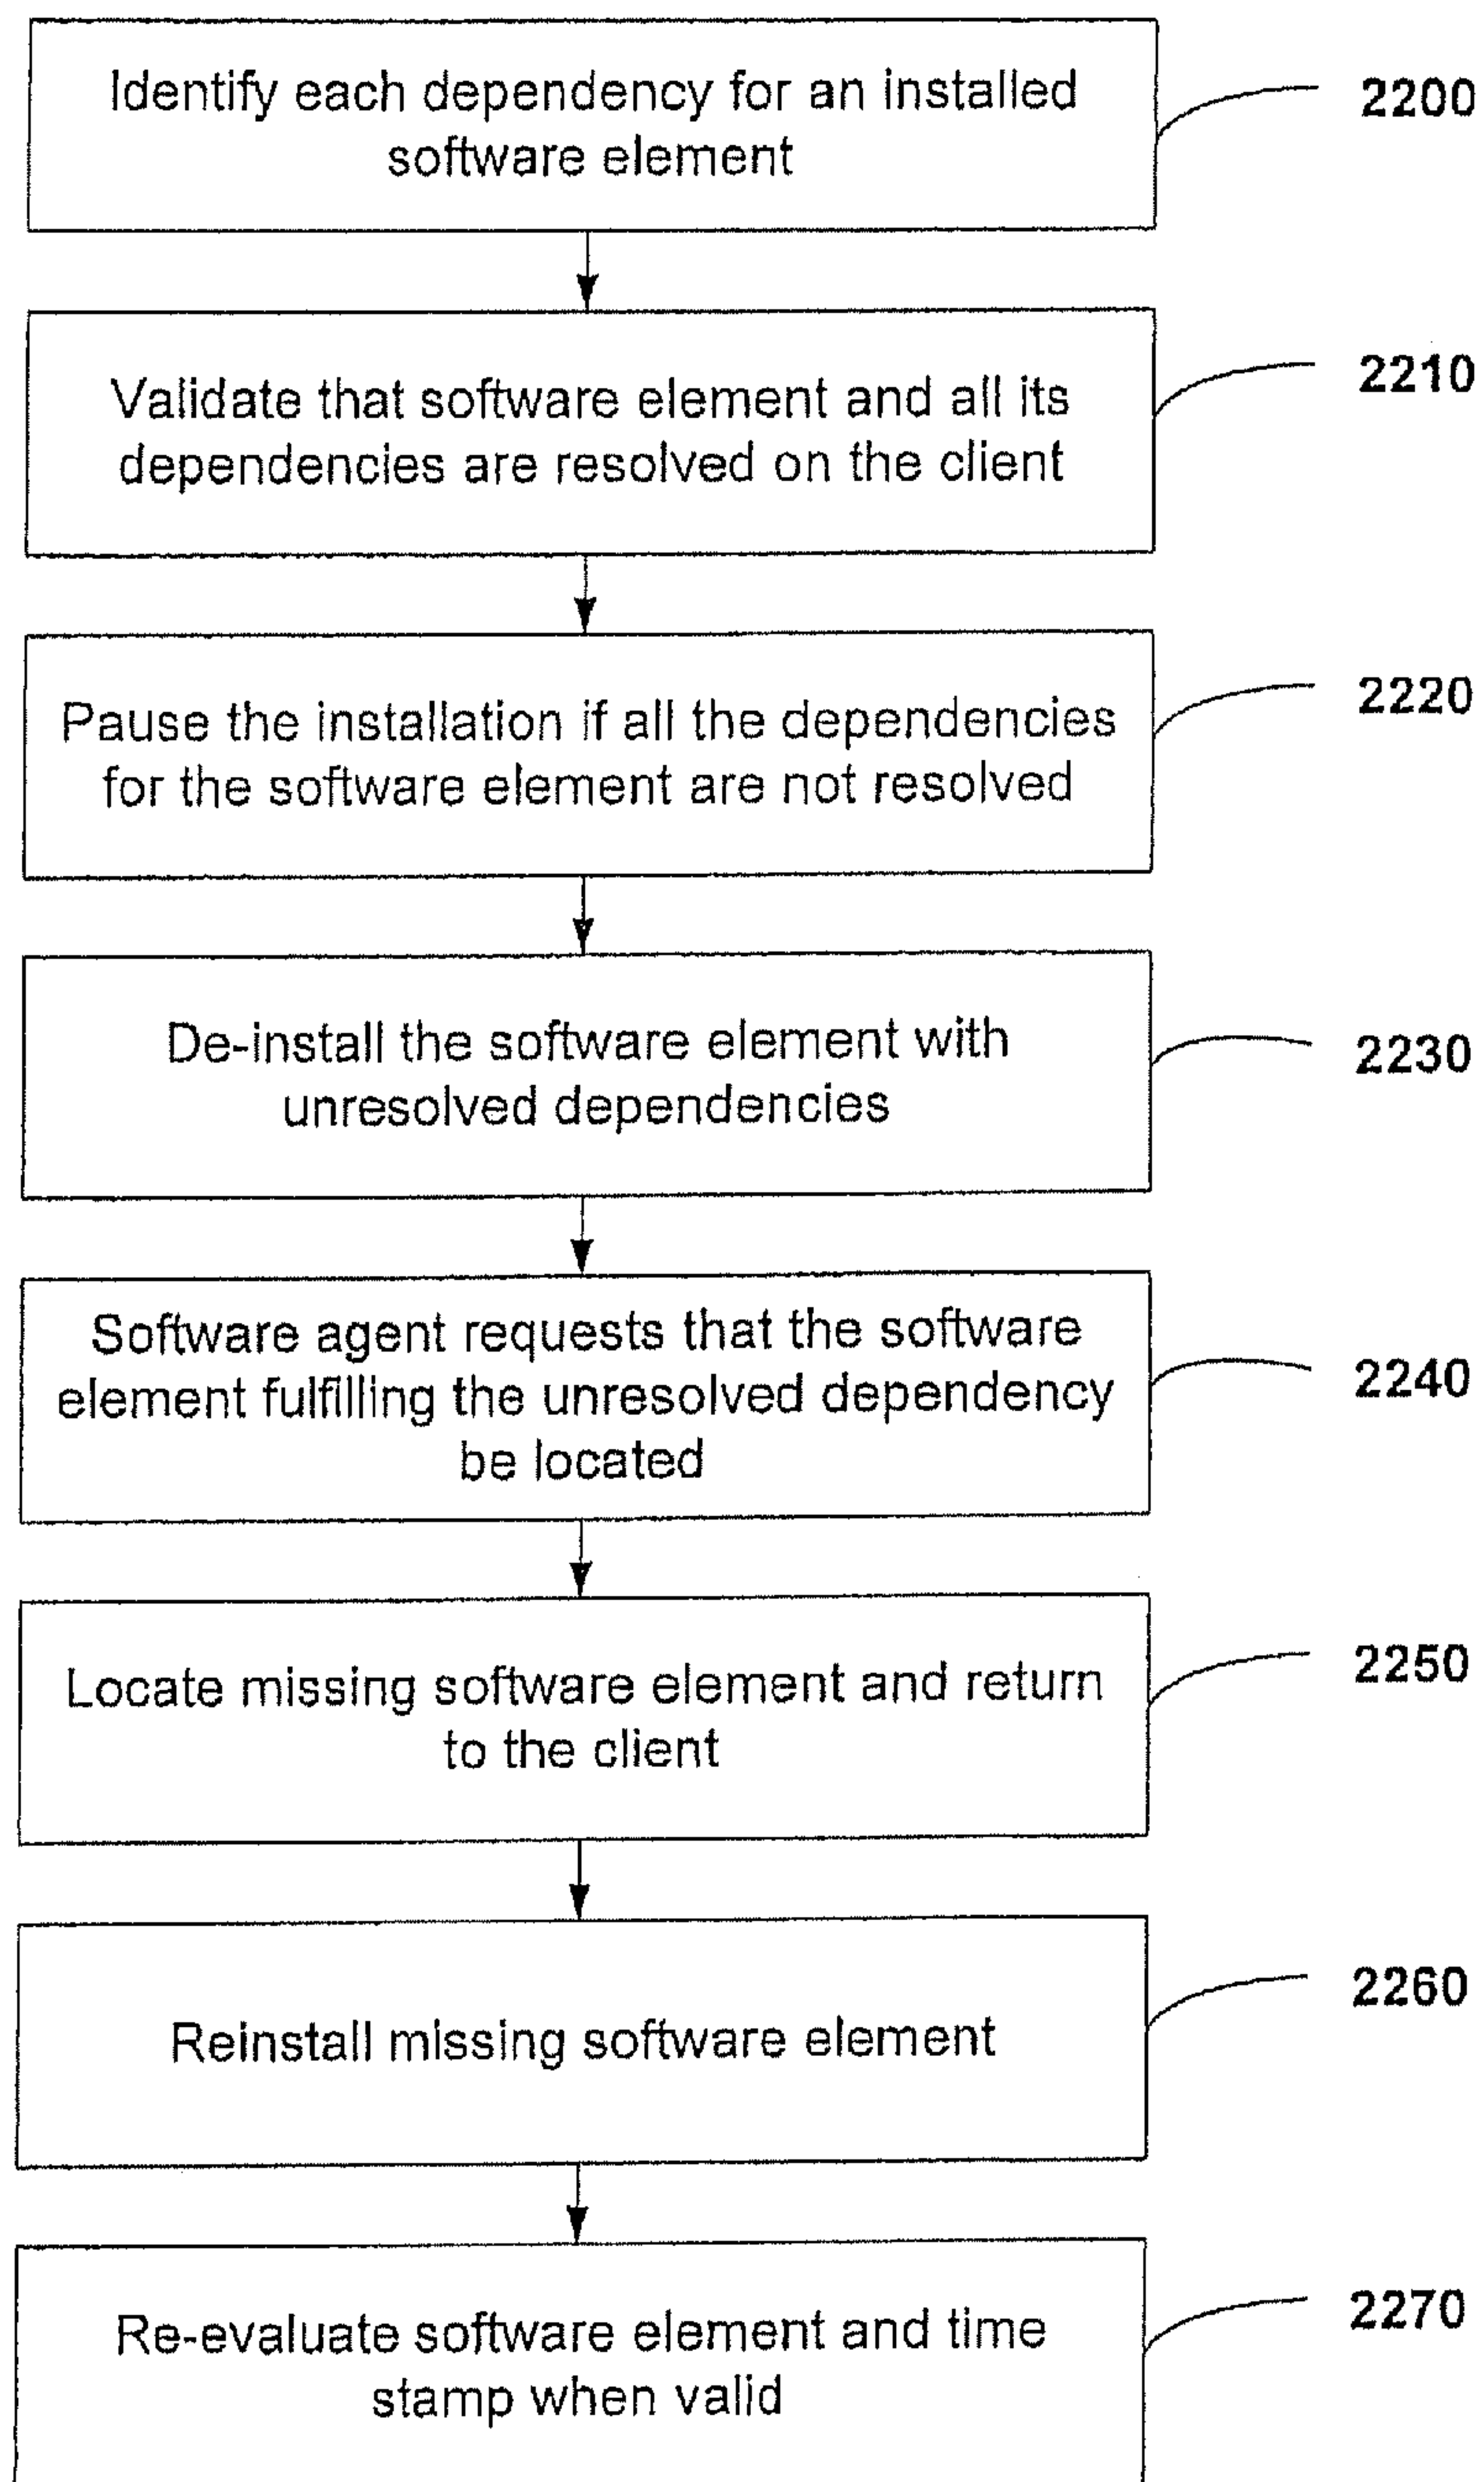 Identify each dependency for an installed
software element
2200
Validate that software element and all its
dependencies are resolved on the client
2210
Pause the installation if all the dependencies
for the software element are not resolved
2220
De-install the software element with
unresolved dependencies
2230
Software agent requests that the software
element fulfilling the unresolved dependency
be located
2240
Locate missing software element and return
to the client
2250
Reinstall missing software element
2260
Re-evaluate software element and time
stamp when valid
2270